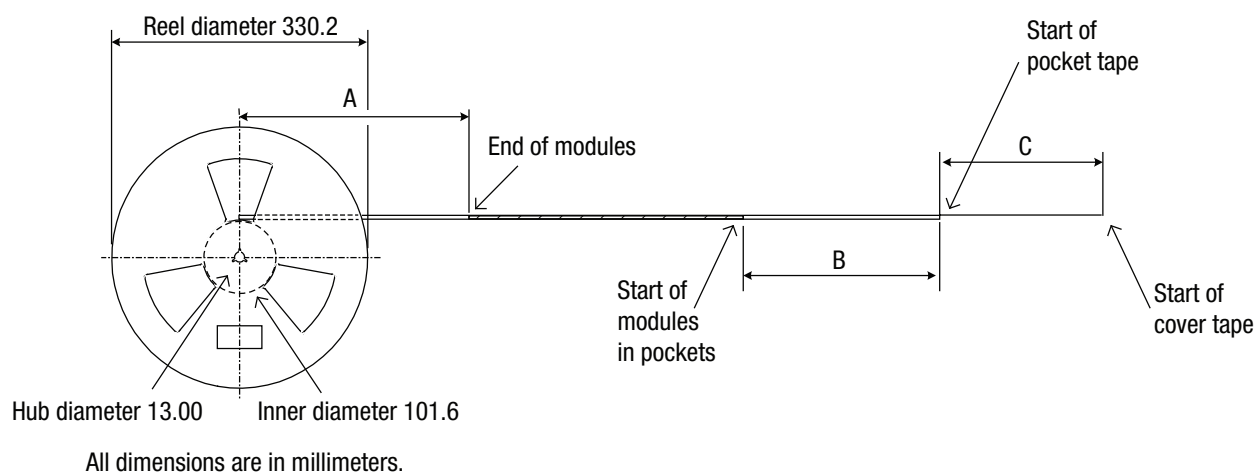 Reel diameter 330.2
Start of
pocket tape
A
End of modules
C
B
Start of
modules
in pockets
Start of
cover tape
Hub diameter 13.00
Inner diameter 101.6
All dimensions are in millimeters.